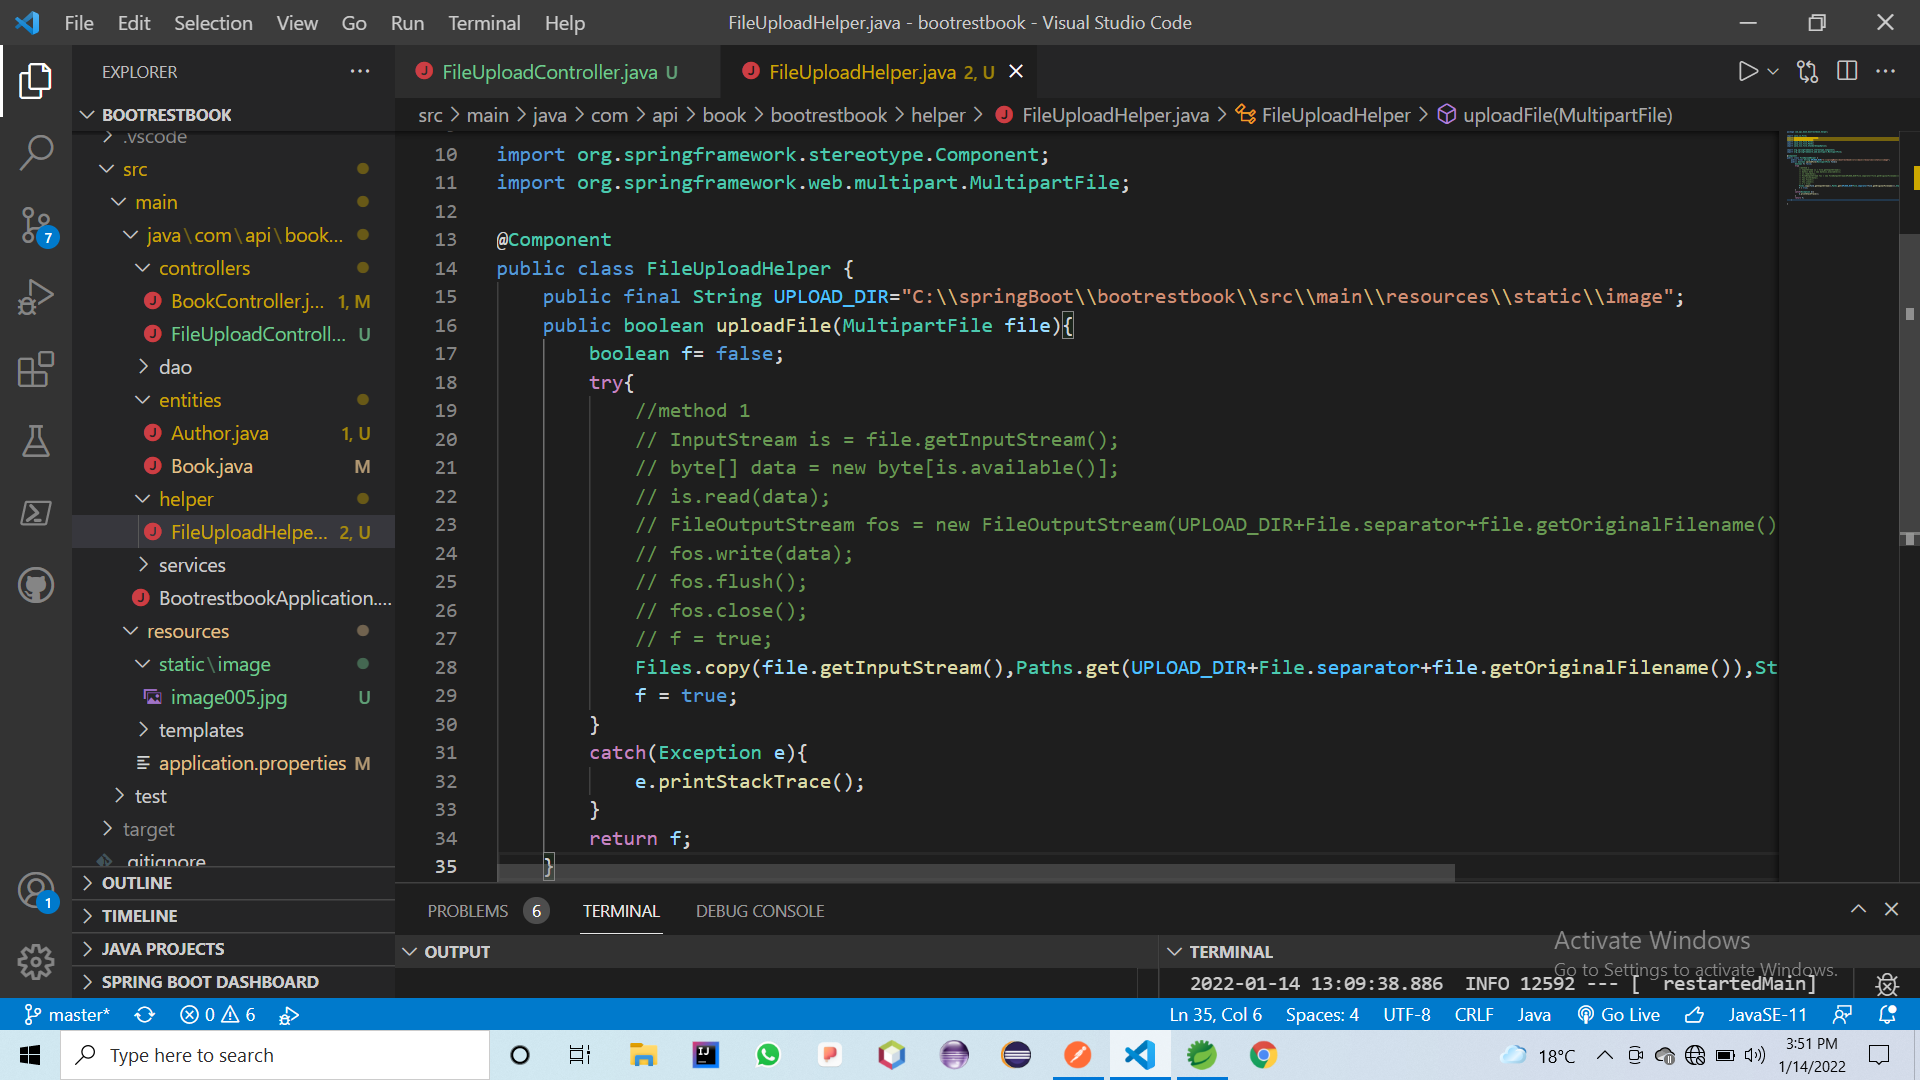 File Edit Selection View Go Run Terminal Help
FileUploadHelper.java - bootrestbook - Visual Studio Code
EXPLORER
BOOTRESTBOOK
.vscode
src
main
java\com\api\book...
controllers
BookController.j... 1, M
FileUploadControll... U
dao
entities
Author.java 1, U
Book.java M
helper
FileUploadHelpe... 2, U
services
BootrestbookApplication....
resources
static\image
image005.jpg U
templates
application.properties M
test
target
.gitignore
OUTLINE
TIMELINE
JAVA PROJECTS
SPRING BOOT DASHBOARD
7
1
FileUploadController.java U
FileUploadHelper.java 2, U
src > main > java > com > api > book > bootrestbook > helper > FileUploadHelper.java > FileUploadHelper > uploadFile(MultipartFile)
10 import org.springframework.stereotype.Component;
11 import org.springframework.web.multipart.MultipartFile;
12
13 @Component
14 public class FileUploadHelper {
15 public final String UPLOAD_DIR="C:\\springBoot\\bootrestbook\\src\\main\\resources\\static\\image";
16 public boolean uploadFile(MultipartFile file){
17 boolean f= false;
18 try{
19 //method 1
20 // InputStream is = file.getInputStream();
21 // byte[] data = new byte[is.available()];
22 // is.read(data);
23 // FileOutputStream fos = new FileOutputStream(UPLOAD_DIR+File.separator+file.getOriginalFilename()
24 // fos.write(data);
25 // fos.flush();
26 // fos.close();
27 // f = true;
28 Files.copy(file.getInputStream(),Paths.get(UPLOAD_DIR+File.separator+file.getOriginalFilename()),St
29 f = true;
30 }
31 catch(Exception e){
32 e.printStackTrace();
33 }
34 return f;
35 }
PROBLEMS 6 TERMINAL DEBUG CONSOLE
OUTPUT
TERMINAL
2022-01-14 13:09:38.886 INFO 12592 --- [ restartedMain]
Activate Windows
Go to Settings to activate Windows.
master* 0 6
Ln 35, Col 6 Spaces: 4 UTF-8 CRLF Java Go Live JavaSE-11
Type here to search
18°C
3:51 PM
1/14/2022